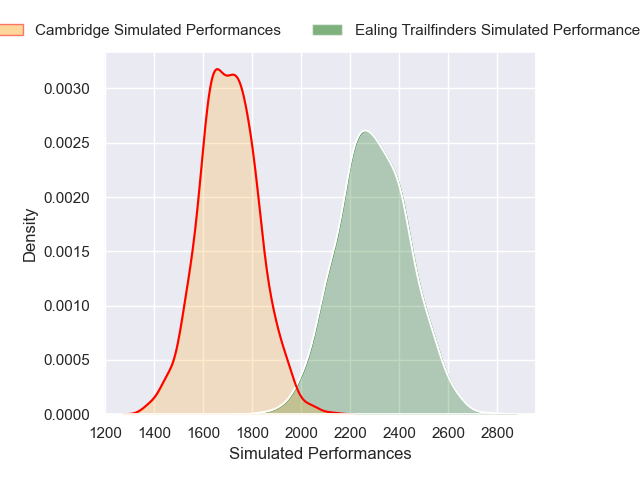 Cambridge Simulated Performances Ealing Trailfinders Simulated Performance
0.0030
0.0025
0.0020
0.0015
0.0010
0.0005
0.0000
Density
1200 1400 1600 1800 2000 2200 2400 2600 2800
Simulated Performances